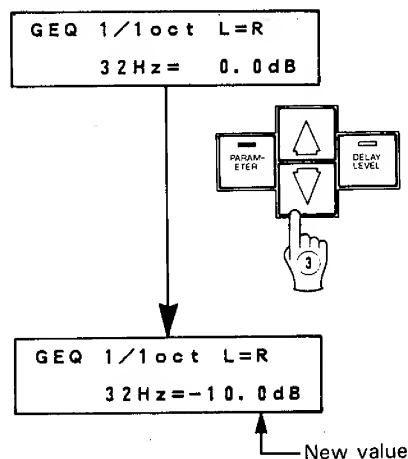 GEQ 1/1oct L=R
32Hz= 0.0dB
PARAM-
ETER
DELAY
LEVEL
3
GEQ 1/1oct L=R
32Hz=-10.0dB
New value